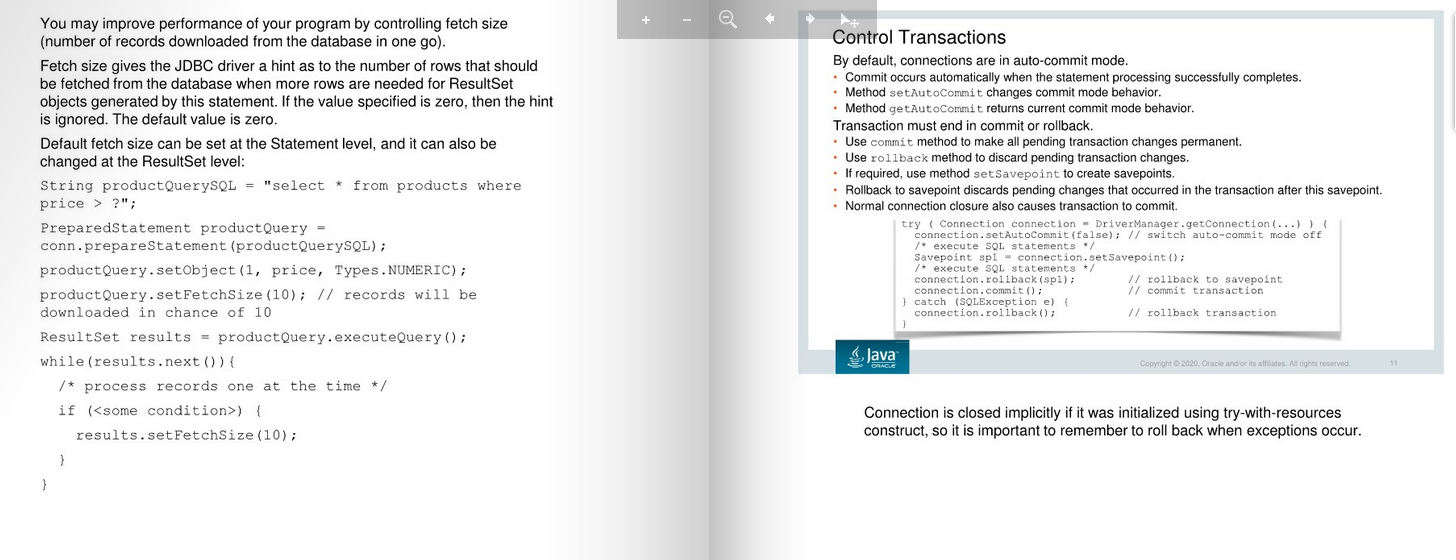 You may improve performance of your program by controlling fetch size
(number of records downloaded from the database in one go).
Fetch size gives the JDBC driver a hint as to the number of rows that should
be fetched from the database when more rows are needed for ResultSet
objects generated by this statement. If the value specified is zero, then the hint
is ignored. The default value is zero.
Default fetch size can be set at the Statement level, and it can also be
changed at the ResultSet level:
String productQuerySQL = "select * from products where
price > ?";
PreparedStatement productQuery =
conn.prepareStatement(productQuerySQL);
productQuery.setObject(1, price, Types.NUMERIC);
productQuery.setFetchSize(10); // records will be
downloaded in chance of 10
ResultSet results = productQuery.executeQuery();
while(results.next()){
/* process records one at the time */
if (<some condition>) {
results.setFetchSize(10);
}
}
Control Transactions
By default, connections are in auto-commit mode.
• Commit occurs automatically when the statement processing successfully completes.
• Method setAutoCommit changes commit mode behavior.
• Method getAutoCommit returns current commit mode behavior.
Transaction must end in commit or rollback.
• Use commit method to make all pending transaction changes permanent.
• Use rollback method to discard pending transaction changes.
• If required, use method setSavepoint to create savepoints.
• Rollback to savepoint discards pending changes that occurred in the transaction after this savepoint.
• Normal connection closure also causes transaction to commit.
try ( Connection connection = DriverManager.getConnection(...) ) {
connection.setAutoCommit(false); // switch auto-commit mode off
/* execute SQL statements */
Savepoint sp1 = connection.setSavepoint();
/* execute SQL statements */
connection.rollback(sp1); // rollback to savepoint
connection.commit(); // commit transaction
} catch (SQLException e) {
connection.rollback(); // rollback transaction
}
Java
ORACLE
Copyright © 2020, Oracle and/or its affiliates. All rights reserved. 11
Connection is closed implicitly if it was initialized using try-with-resources
construct, so it is important to remember to roll back when exceptions occur.